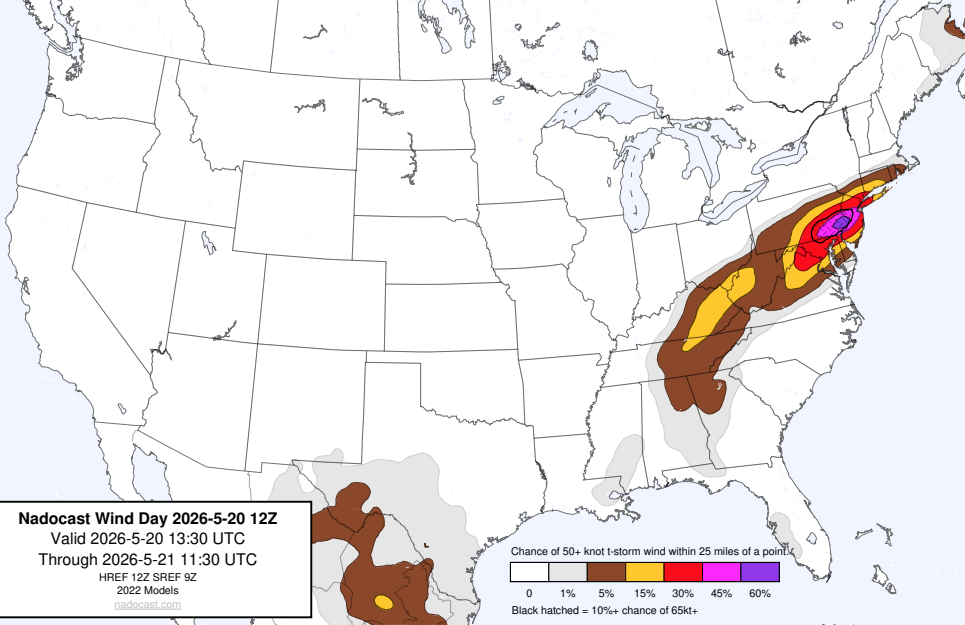 Nadocast Wind Day 2026-5-20 12Z
Valid 2026-5-20 13:30 UTC
Through 2026-5-21 11:30 UTC
HREF 12Z SREF 9Z
2022 Models
nadocast.com
Chance of 50+ knot t-storm wind within 25 miles of a point.
0 1% 5% 15% 30% 45% 60%
Black hatched = 10%+ chance of 65kt+